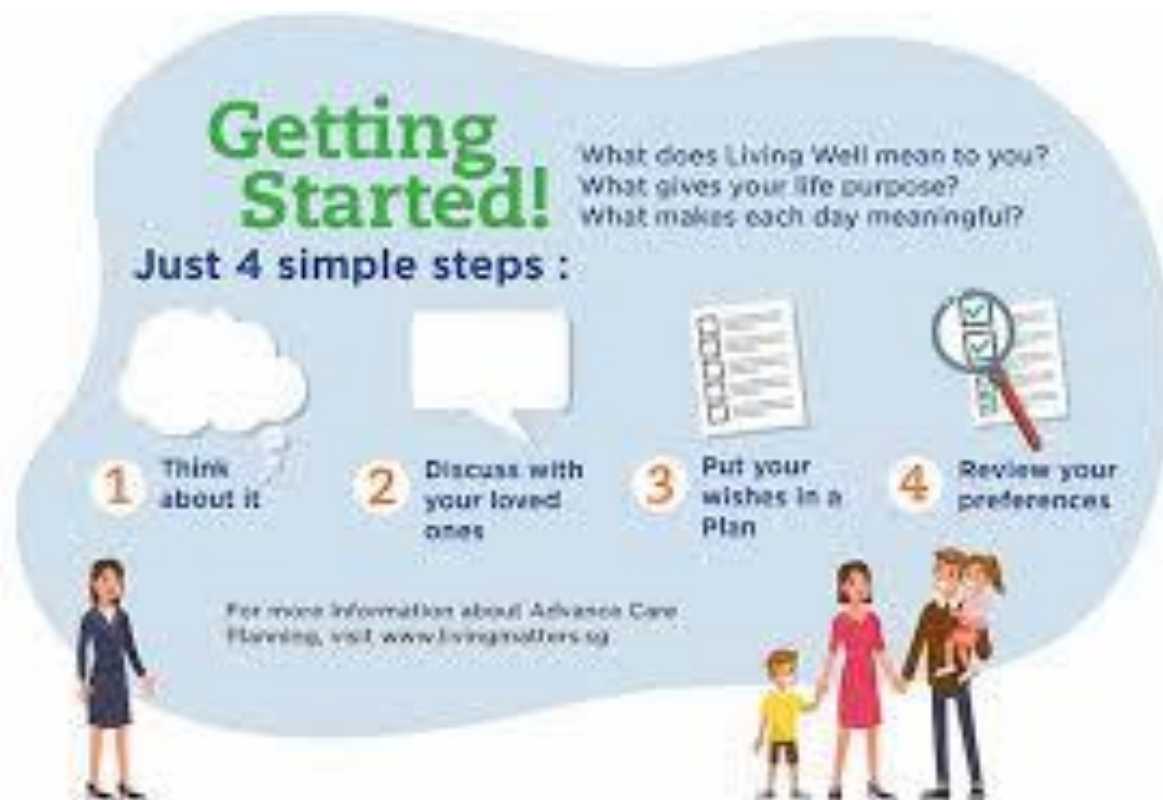 Getting
Started!
What does Living Well mean to you?
What gives your life purpose?
What makes each day meaningful?
Just 4 simple steps :
1 Think
about it
2 Discuss with
your loved
ones
3 Put your
wishes in a
Plan
4 Review your
preferences
For more information about Advance Care
Planning, visit www.livingmatters.sg